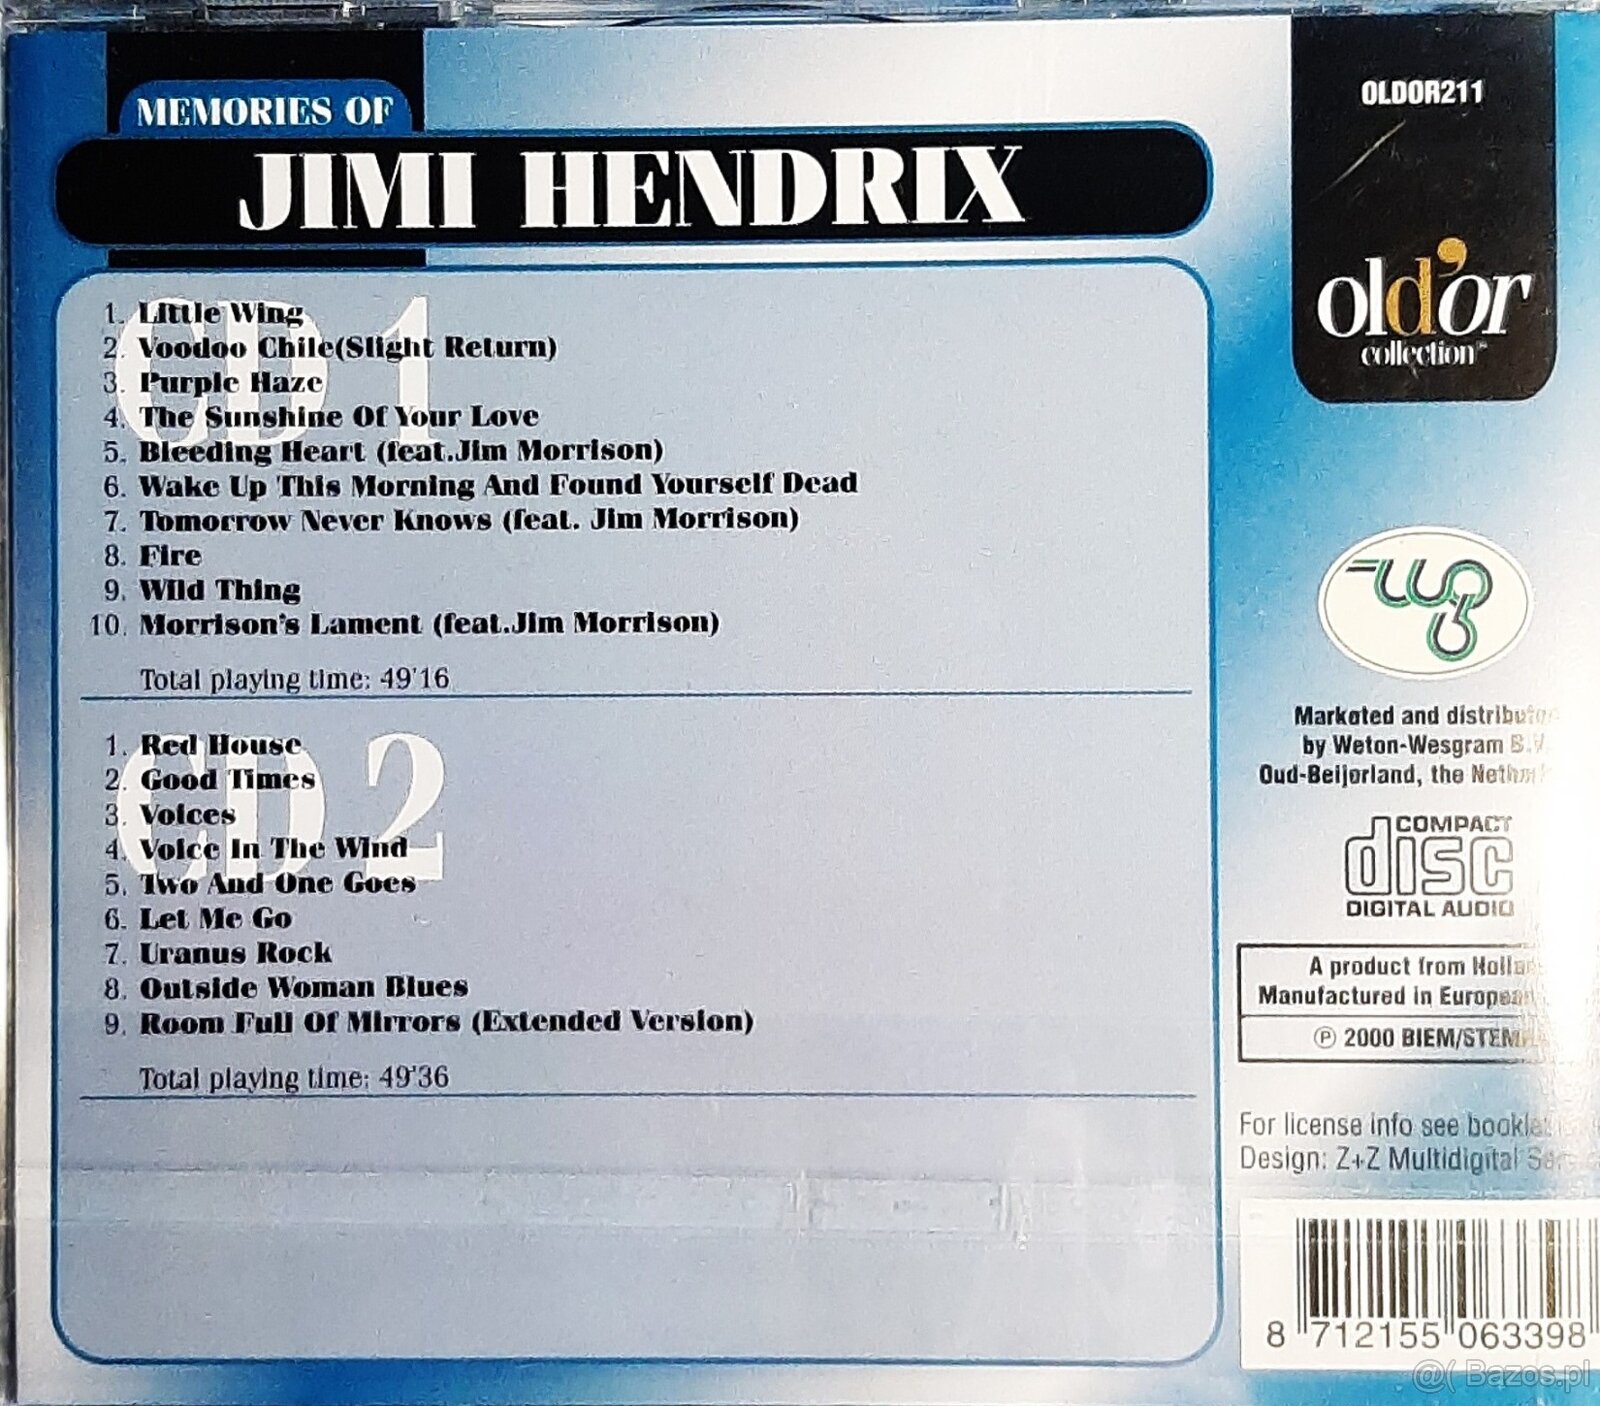 MEMORIES OF
JIMI HENDRIX
OLDOR211
old'or
collection™
CD 1
1. Little Wing
2. Voodoo Chile(Slight Return)
3. Purple Haze
4. The Sunshine Of Your Love
5. Bleeding Heart (feat.Jim Morrison)
6. Wake Up This Morning And Found Yourself Dead
7. Tomorrow Never Knows (feat. Jim Morrison)
8. Fire
9. Wild Thing
10. Morrison's Lament (feat.Jim Morrison)
Total playing time: 49'16
CD 2
1. Red House
2. Good Times
3. Voices
4. Voice In The Wind
5. Two And One Goes
6. Let Me Go
7. Uranus Rock
8. Outside Woman Blues
9. Room Full Of Mirrors (Extended Version)
Total playing time: 49'36
Marketed and
by Weton-Wesgram B.V.
Oud-Beijerland, the
COMPACT
disc
DIGITAL AUDIO
A product from
Manufactured in
℗ 2000 BIEM/STEMRA
For license info see
Design: Z+Z Multidigital
8 712155 063398
@( Bazos.pl